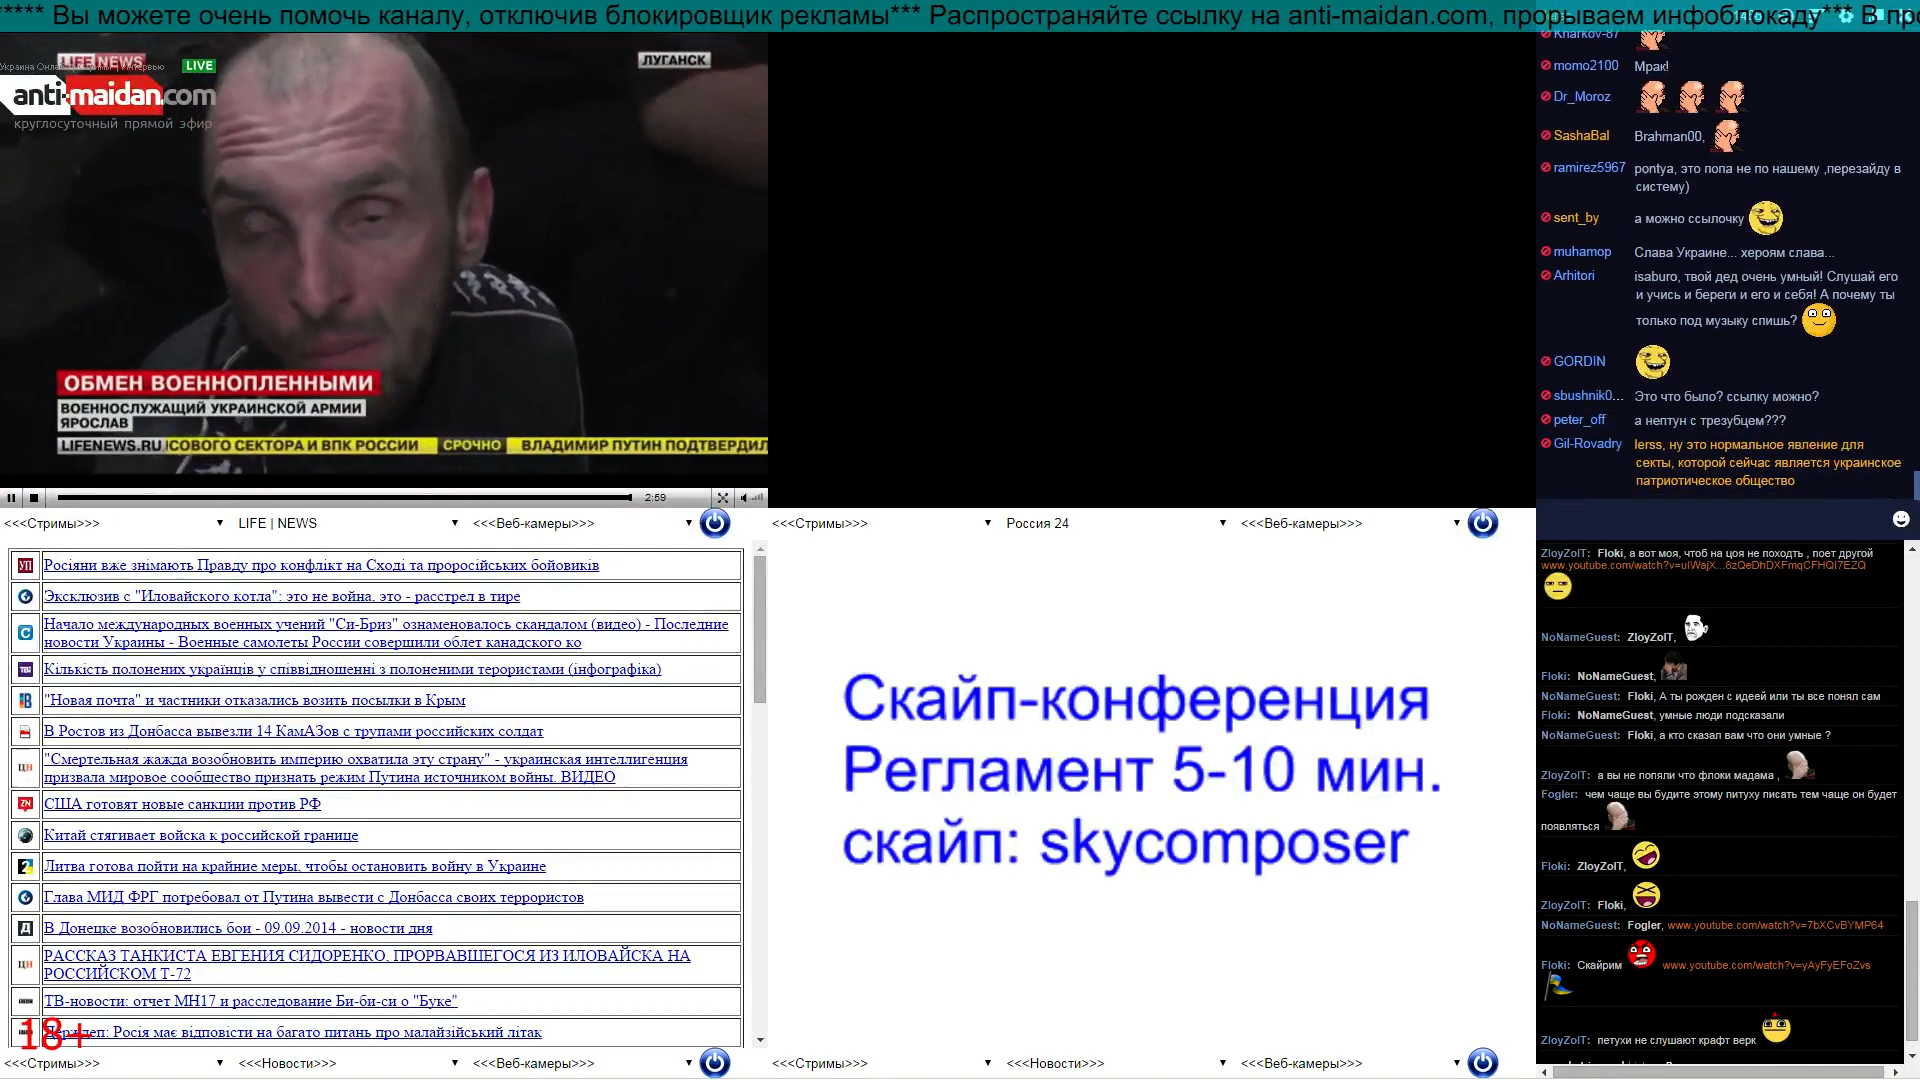 ***** Вы можете очень помочь каналу, отключив блокировщик рекламы*** Распространяйте ссылку на anti-maidan.com, прорываем инфоблокаду*** В пр
LIFE NEWS
LIVE
ЛУГАНСК
anti-maidan.com
круглосуточный прямой эфир
ОБМЕН ВОЕННОПЛЕННЫМИ
ВОЕННОСЛУЖАЩИЙ УКРАИНСКОЙ АРМИИ
ЯРОСЛАВ
LIFENEWS.RU СОВОГО СЕКТОРА И ВПК РОССИИ СРОЧНО ВЛАДИМИР ПУТИН ПОДТВЕРДИЛ
2:59
<<<Стримы>>> LIFE | NEWS <<<Веб-камеры>>>
<<<Стримы>>> Россия 24 <<<Веб-камеры>>>
Росіяни вже знімають Правду про конфлікт на Сході та проросійських бойовиків
Эксклюзив с "Иловайского котла": это не война, это - расстрел в тире
Начало международных военных учений "Си-Бриз" ознаменовалось скандалом (видео) - Последние
новости Украины - Военные самолеты России совершили облет канадского ко
Кількість полонених українців у співвідношенні з полоненими терористами (інфографіка)
"Новая почта" и частники отказались возить посылки в Крым
В Ростов из Донбасса вывезли 14 КамАЗов с трупами российских солдат
"Смертельная жажда возобновить империю охватила эту страну" - украинская интеллигенция
призвала мировое сообщество признать режим Путина источником войны. ВИДЕО
США готовят новые санкции против РФ
Китай стягивает войска к российской границе
Литва готова пойти на крайние меры, чтобы остановить войну в Украине
Глава МИД ФРГ потребовал от Путина вывести с Донбасса своих террористов
В Донецке возобновились бои - 09.09.2014 - новости дня
РАССКАЗ ТАНКИСТА ЕВГЕНИЯ СИДОРЕНКО, ПРОРВАВШЕГОСЯ ИЗ ИЛОВАЙСКА НА
РОССИЙСКОМ Т-72
ТВ-новости: отчет MH17 и расследование Би-би-си о "Буке"
Держдеп: Росія має відповісти на багато питань про малайзійський літак
18+
<<<Стримы>>> <<<Новости>>> <<<Веб-камеры>>>
Скайп-конференция
Регламент 5-10 мин.
скайп: skycomposer
<<<Стримы>>> <<<Новости>>> <<<Веб-камеры>>>
Kharkov-87
momo2100 Мрак!
Dr_Moroz
SashaBal Brahman00,
ramirez5967 pontya, это попа не по нашему ,перезайду в
систему)
sent_by а можно ссылочку
muhamop Слава Украине... хероям слава...
Arhitori isaburo, твой дед очень умный! Слушай его
и учись и береги и его и себя! А почему ты
только под музыку спишь?
GORDIN
sbushnik0... Это что было? ссылку можно?
peter_off а нептун с трезубцем???
Gil-Rovadry lerss, ну это нормальное явление для
секты, которой сейчас является украинское
патриотическое общество
ZloyZolT: Floki, а вот моя, чтоб на цоя не походть , поет другой
www.youtube.com/watch?v=uIWajX...8zQeDhDXFmqCFHQI7EZQ
NoNameGuest: ZloyZolT,
Floki: NoNameGuest,
NoNameGuest: Floki, А ты рожден с идеей или ты все понял сам
Floki: NoNameGuest, умные люди подсказали
NoNameGuest: Floki, а кто сказал вам что они умные ?
ZloyZolT: а вы не попяли что флоки мадама ,
Fogler: чем чаще вы будите этому питуху писать тем чаще он будет
появляться
Floki: ZloyZolT,
ZloyZolT: Floki,
NoNameGuest: Fogler, www.youtube.com/watch?v=7bXCvBYMP64
Floki: Скайрим www.youtube.com/watch?v=yAyFyEFoZvs
ZloyZolT: петухи не слушают крафт верк